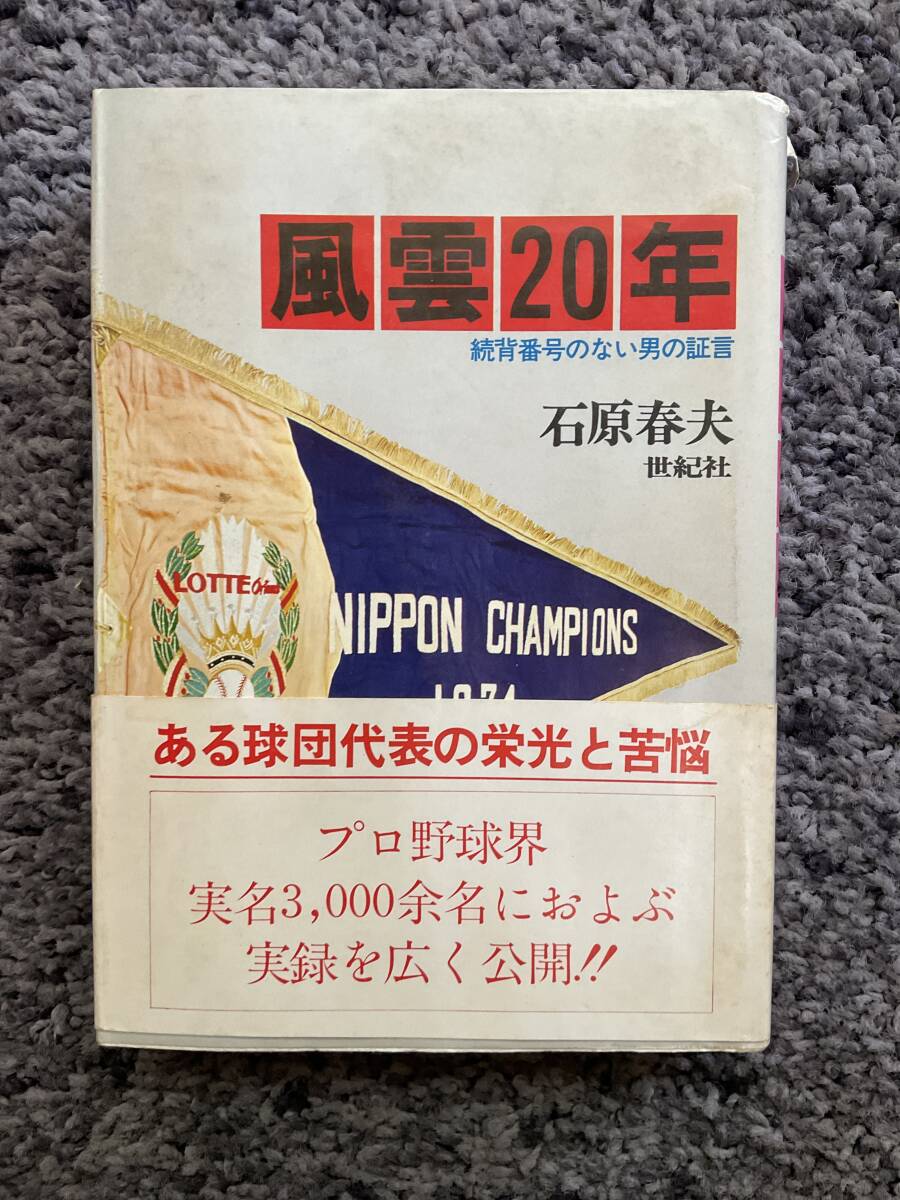 風雲20年
続背番号のない男の証言
石原春夫
世紀社
LOTTE Orions
NIPPON CHAMPIONS
1974
ある球団代表の栄光と苦悩
プロ野球界
実名3,000余名におよぶ
実録を広く公開!!